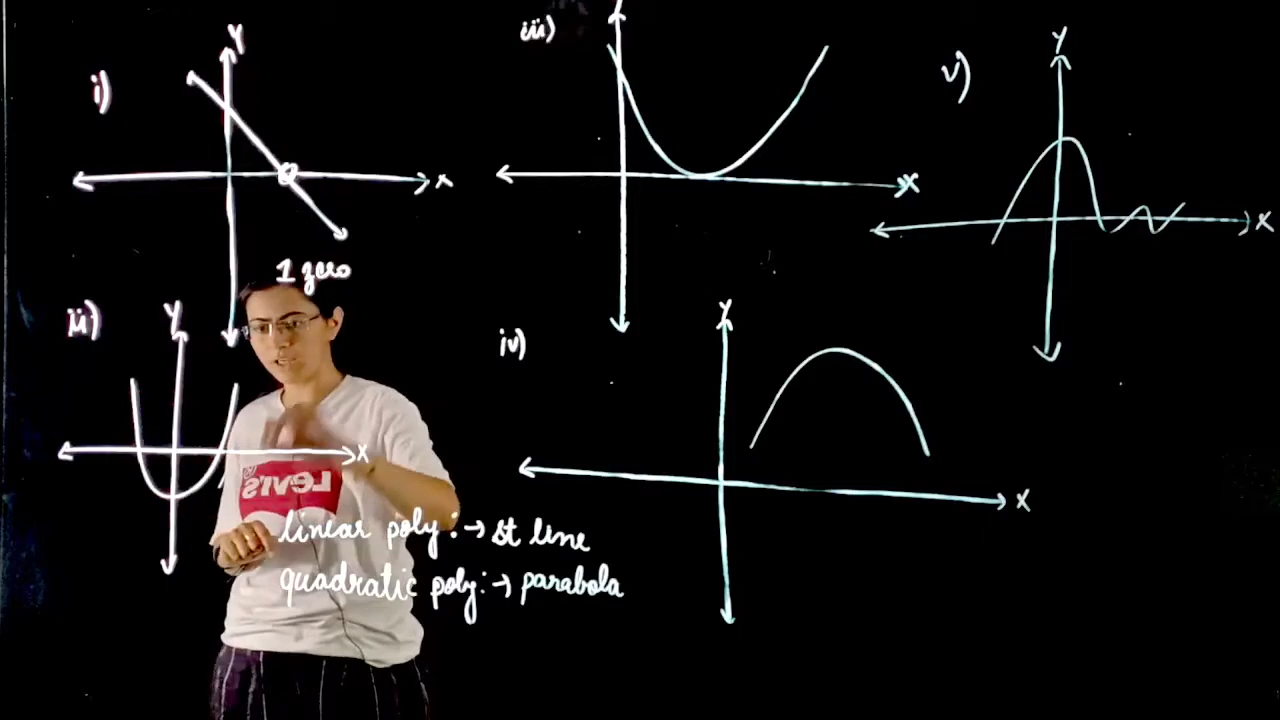 i)
Y
X
1 zero
ii)
Y
X
iii)
X
iv)
Y
X
v)
Y
X
LEVI'S
linear poly : → st line
quadratic poly : → parabola